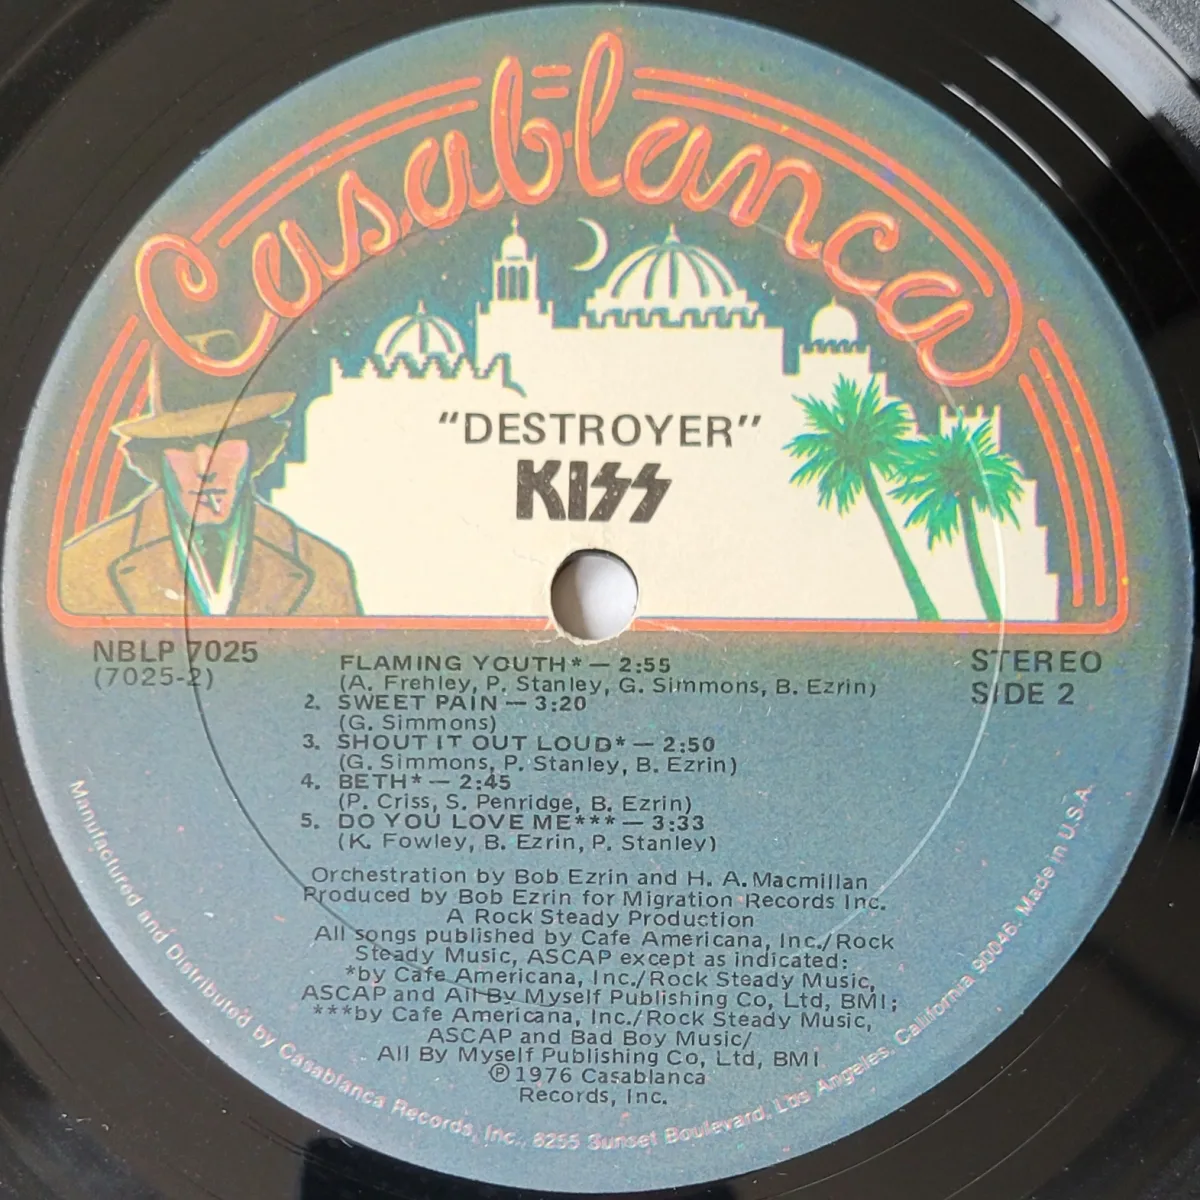 Casablanca
"DESTROYER"
KISS
NBLP 7025
(7025-2)
STEREO
SIDE 2
FLAMING YOUTH* — 2:55
(A. Frehley, P. Stanley, G. Simmons, B. Ezrin)
2. SWEET PAIN — 3:20
(G. Simmons)
3. SHOUT IT OUT LOUD* — 2:50
(G. Simmons, P. Stanley, B. Ezrin)
4. BETH* — 2:45
(P. Criss, S. Penridge, B. Ezrin)
5. DO YOU LOVE ME*** — 3:33
(K. Fowley, B. Ezrin, P. Stanley)
Orchestration by Bob Ezrin and H. A. Macmillan
Produced by Bob Ezrin for Migration Records Inc.
A Rock Steady Production
All songs published by Cafe Americana, Inc./Rock
Steady Music, ASCAP except as indicated:
*by Cafe Americana, Inc./Rock Steady Music,
ASCAP and All By Myself Publishing Co, Ltd, BMI;
***by Cafe Americana, Inc./Rock Steady Music,
ASCAP and Bad Boy Music/
All By Myself Publishing Co, Ltd, BMI
℗1976 Casablanca
Records, Inc.
Manufactured and Distributed by Casablanca Records, Inc., 8255 Sunset Boulevard, Los Angeles, California 90046. Made in U.S.A.